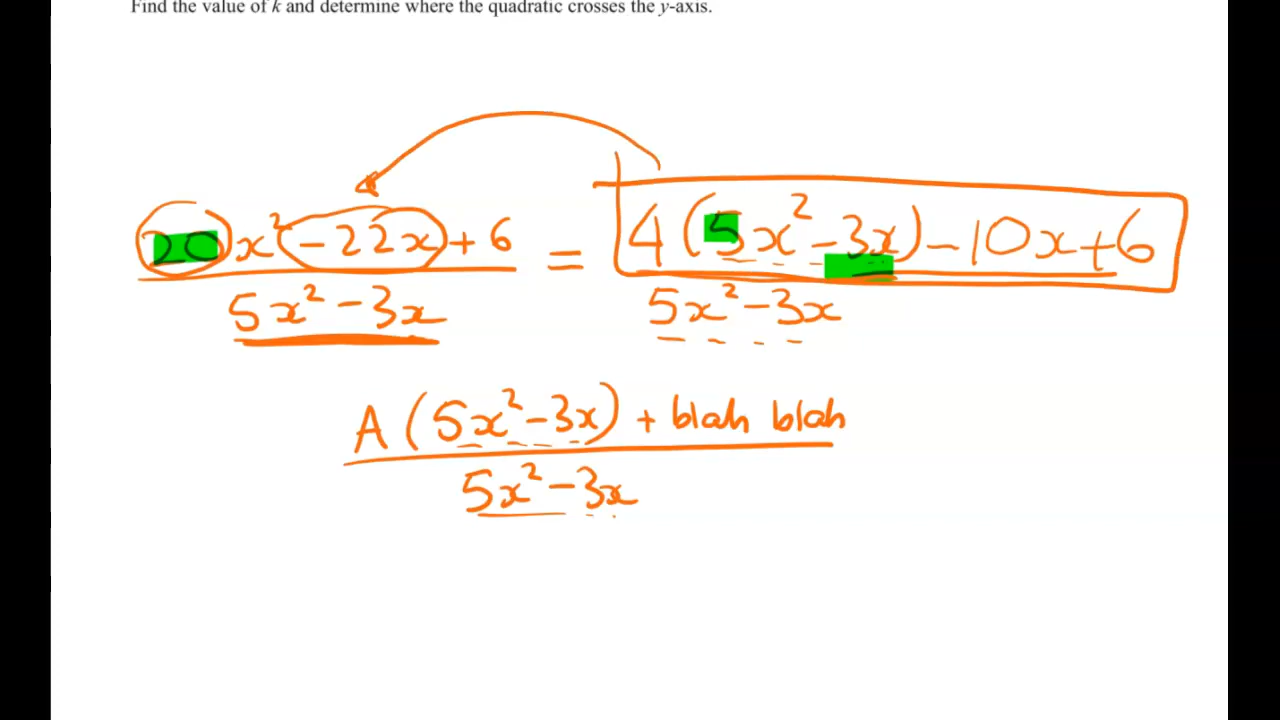 Find the value of k and determine where the quadratic crosses the y-axis.
20x² -22x + 6 = 4(5x² -3x) -10x+6
5x² -3x 5x² -3x
A (5x² -3x) + blah blah
5x² -3x